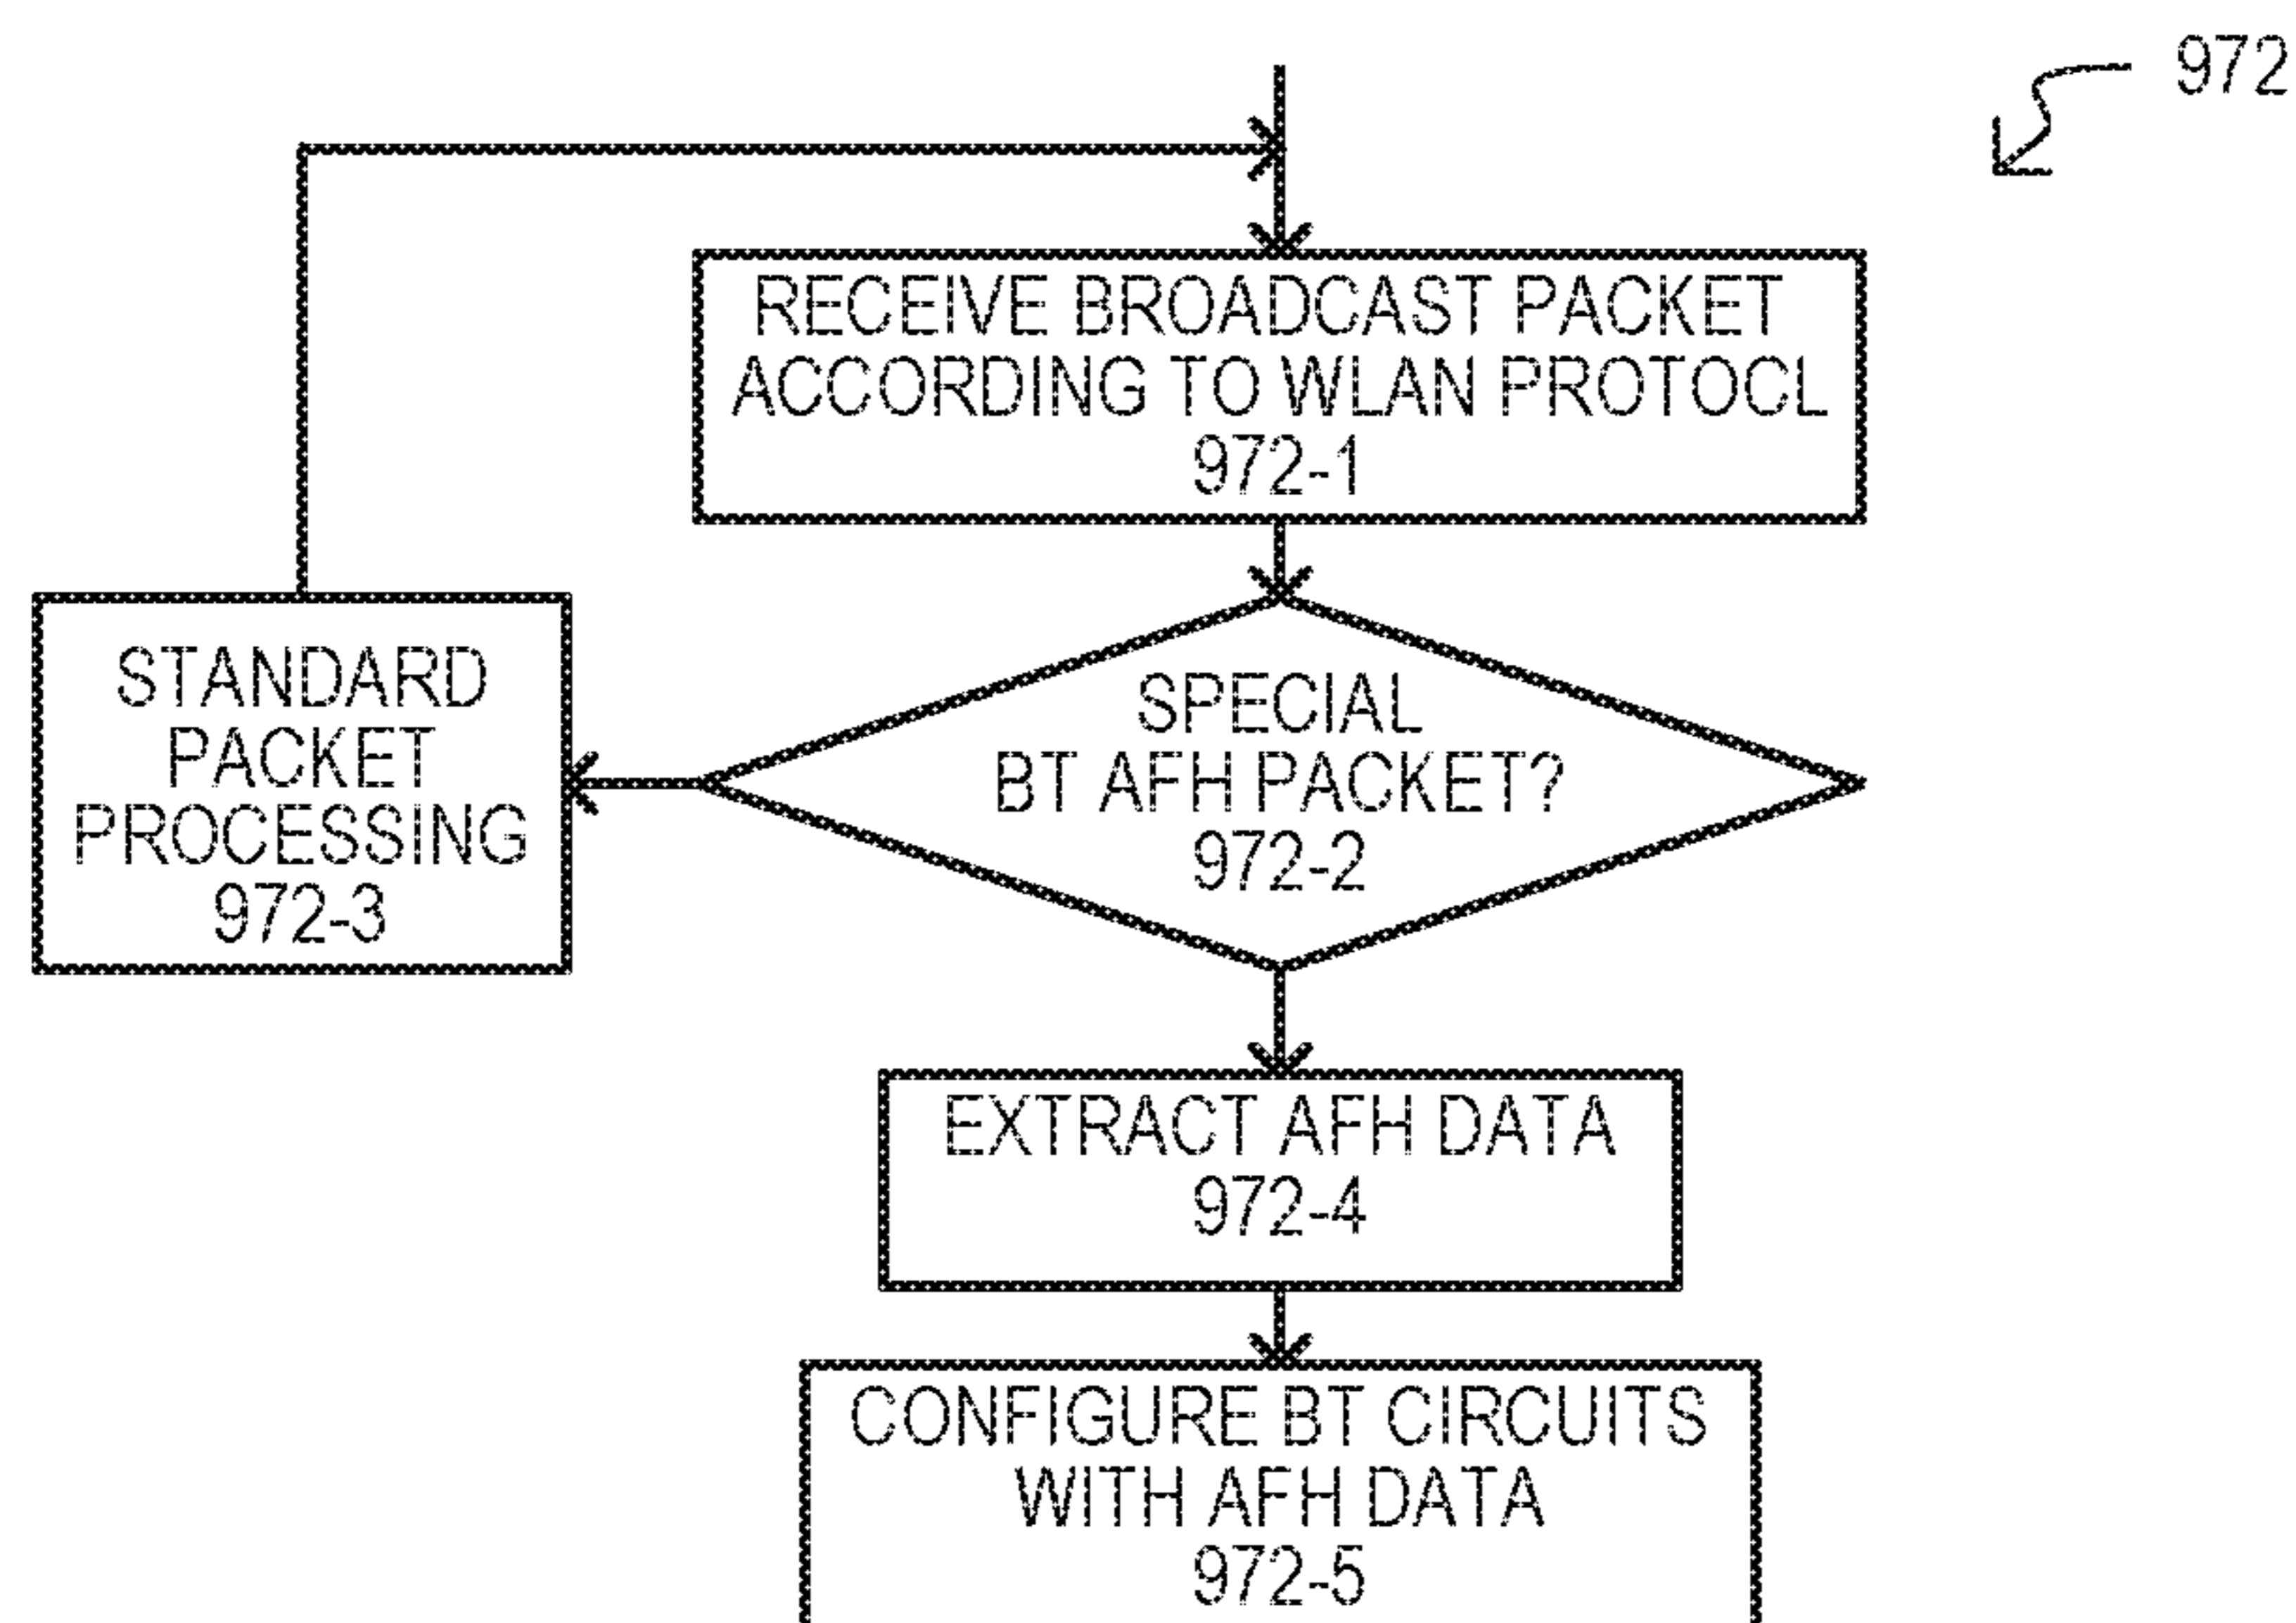 972
RECEIVE BROADCAST PACKET
ACCORDING TO WLAN PROTOCL
972-1
SPECIAL
BT AFH PACKET?
972-2
STANDARD
PACKET
PROCESSING
972-3
EXTRACT AFH DATA
972-4
CONFIGURE BT CIRCUITS
WITH AFH DATA
972-5